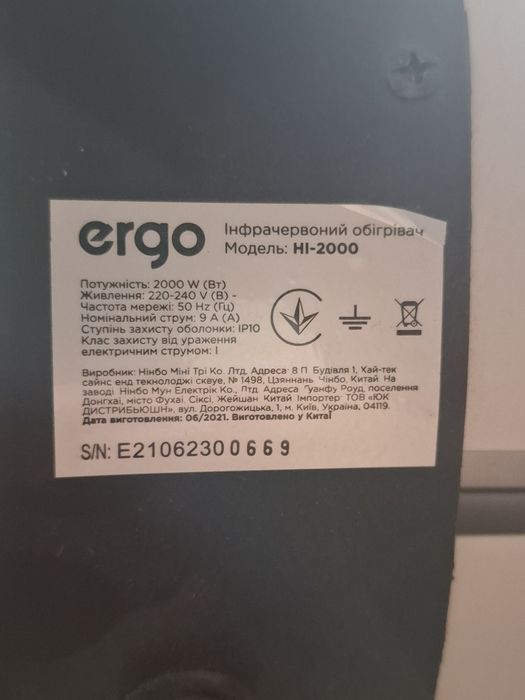 ergo
Інфрачервоний обігрівач
Модель: HI-2000
Потужність: 2000 W (Вт)
Живлення: 220-240 V (В) ~
Частота мережі: 50 Hz (Гц)
Номінальний струм: 9 A (А)
Ступінь захисту оболонки: IP10
Клас захисту від ураження
електричним струмом: I
Виробник: Нінбо Міні Трі Ко. Лтд. Адреса: 8 П Будівля 1, Хай-тек
сайнс енд текнолоджі сквуе, № 1498, Цзяннань, Чінбо, Китай На
заводі Нінбо Мун Електрік Ко., Лтд. Адреса Гуанфу Роуд, поселення
Донгхаі, місто Фухаі, Сіксі, Жейшан Китай Імпортер ТОВ «ЮК
ДИСТРИБЬЮШН», вул. Дорогожицька, 1, м. Київ, Україна, 04119.
Дата виготовлення: 06/2021. Виготовлено у Китаї
S/N: E21062300669